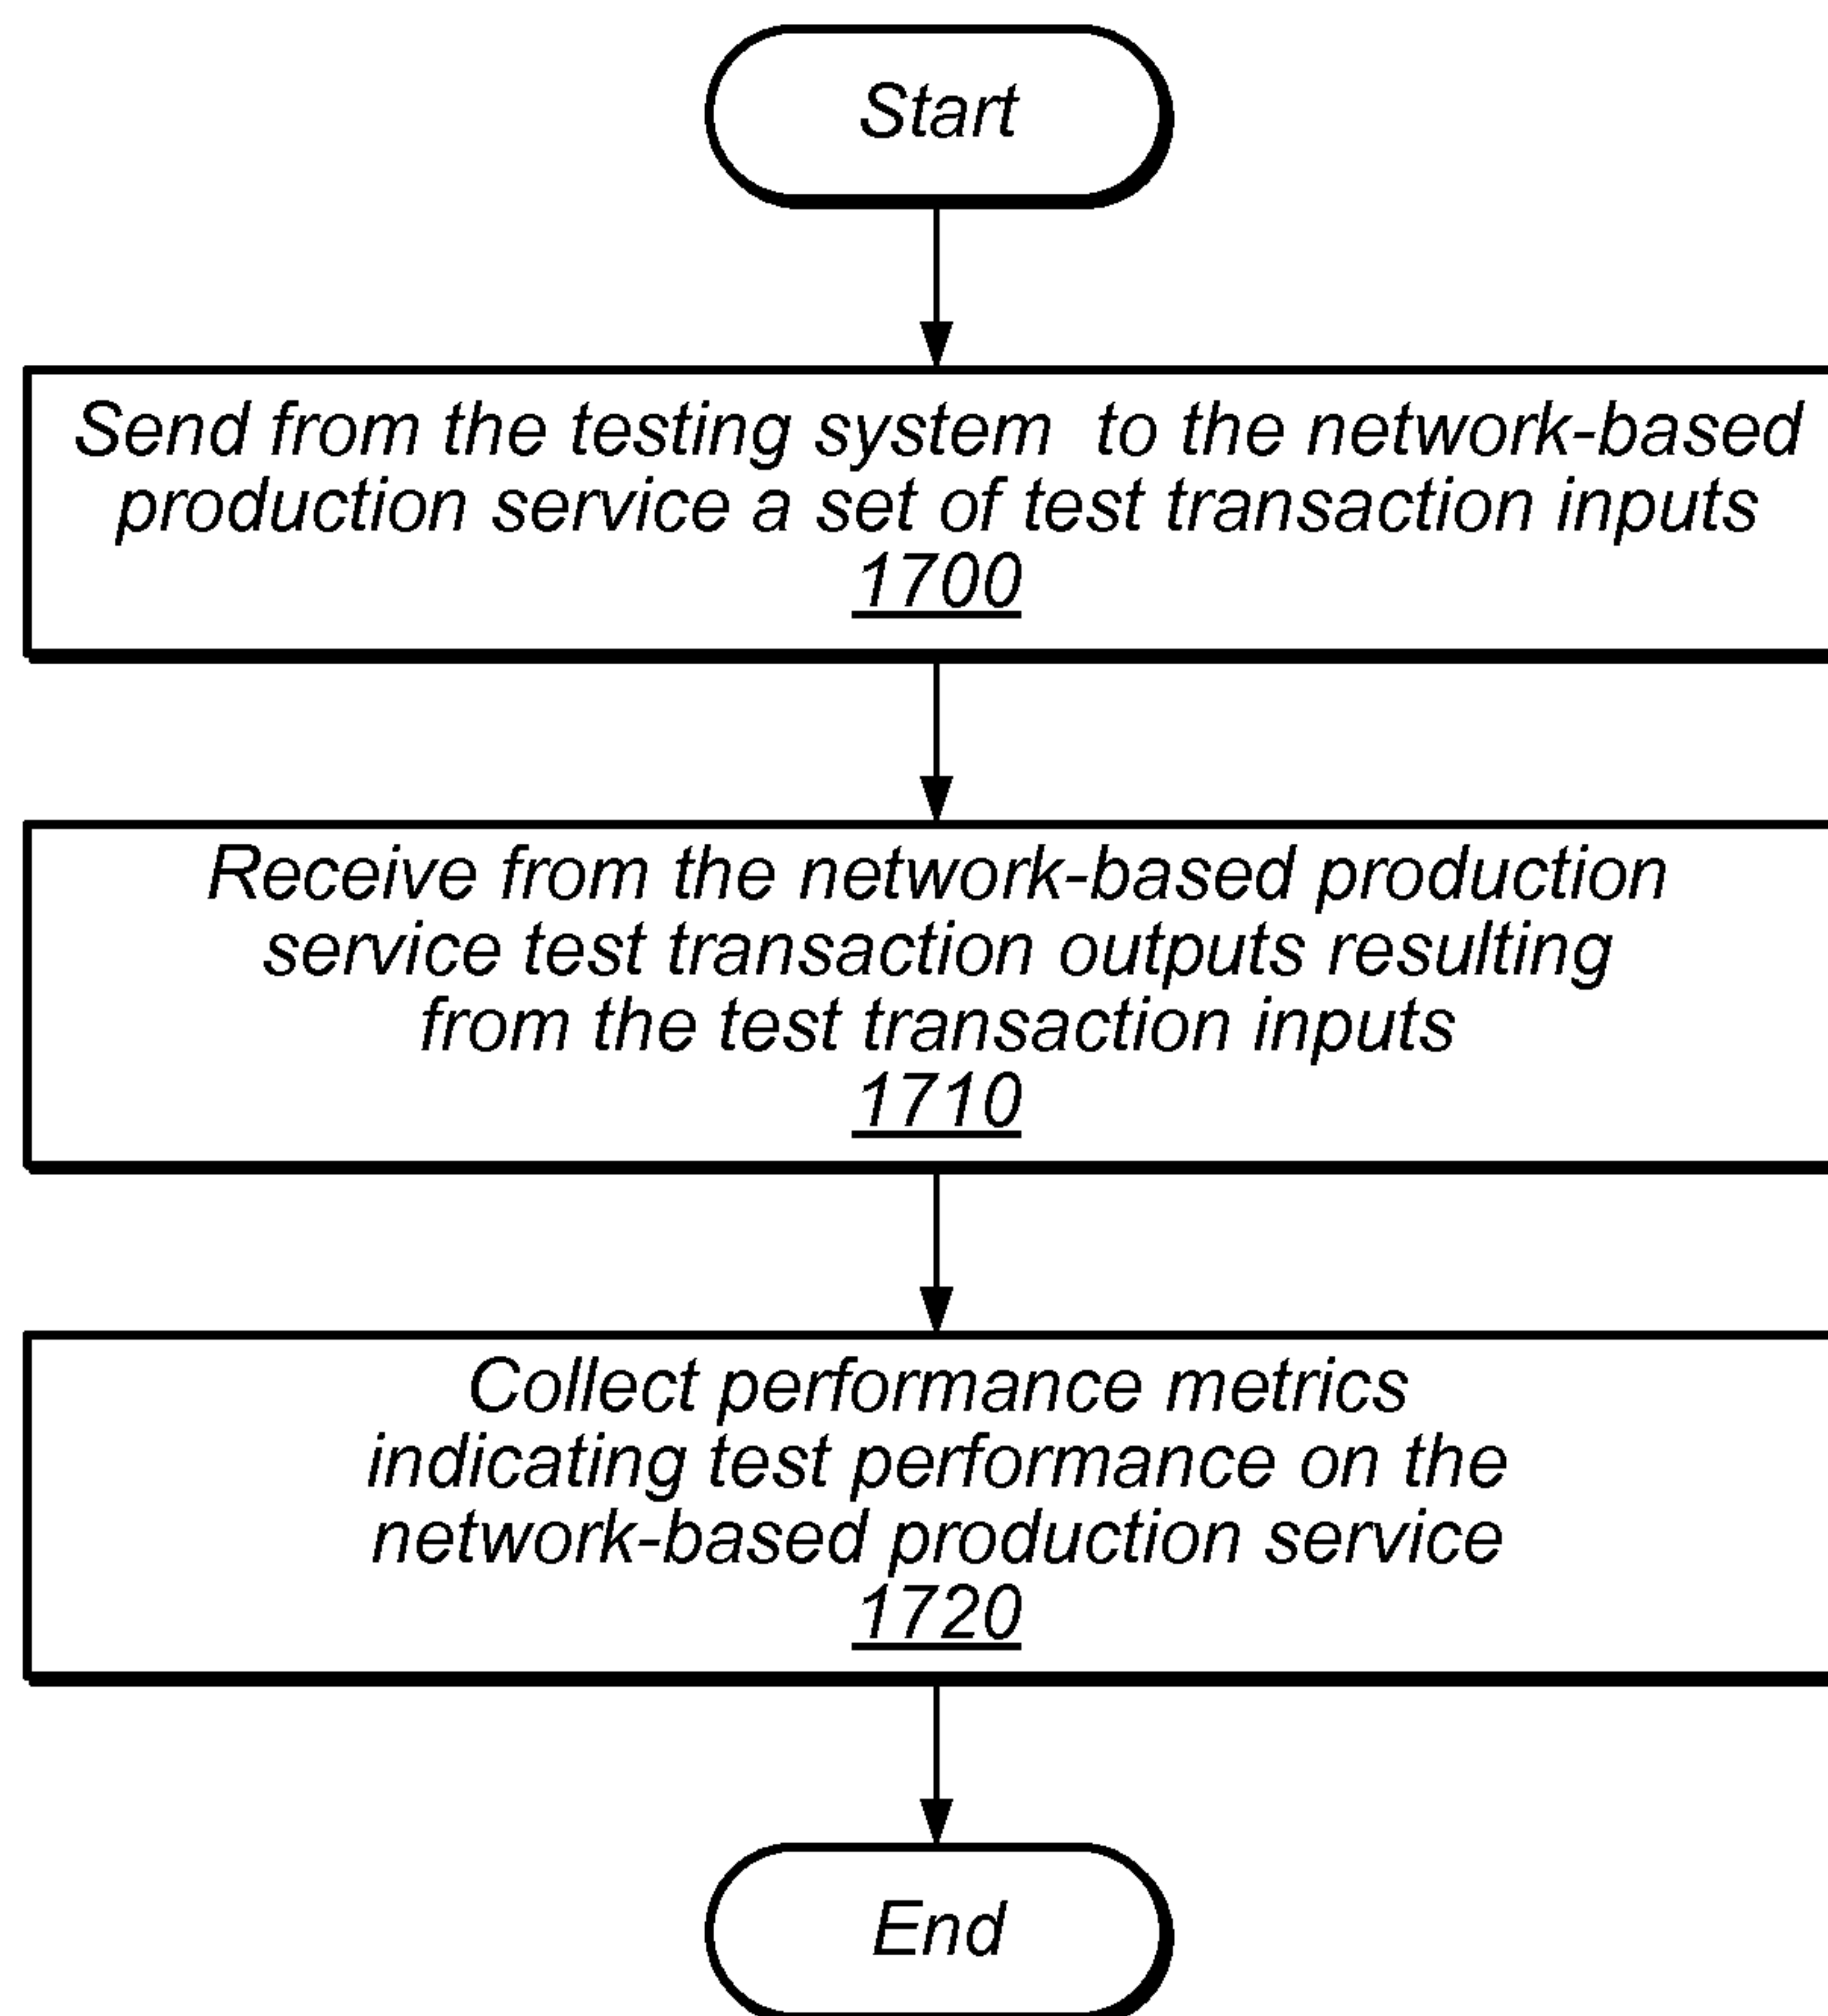 Start
Send from the testing system to the network-based
production service a set of test transaction inputs
1700
Receive from the network-based production
service test transaction outputs resulting
from the test transaction inputs
1710
Collect performance metrics
indicating test performance on the
network-based production service
1720
End